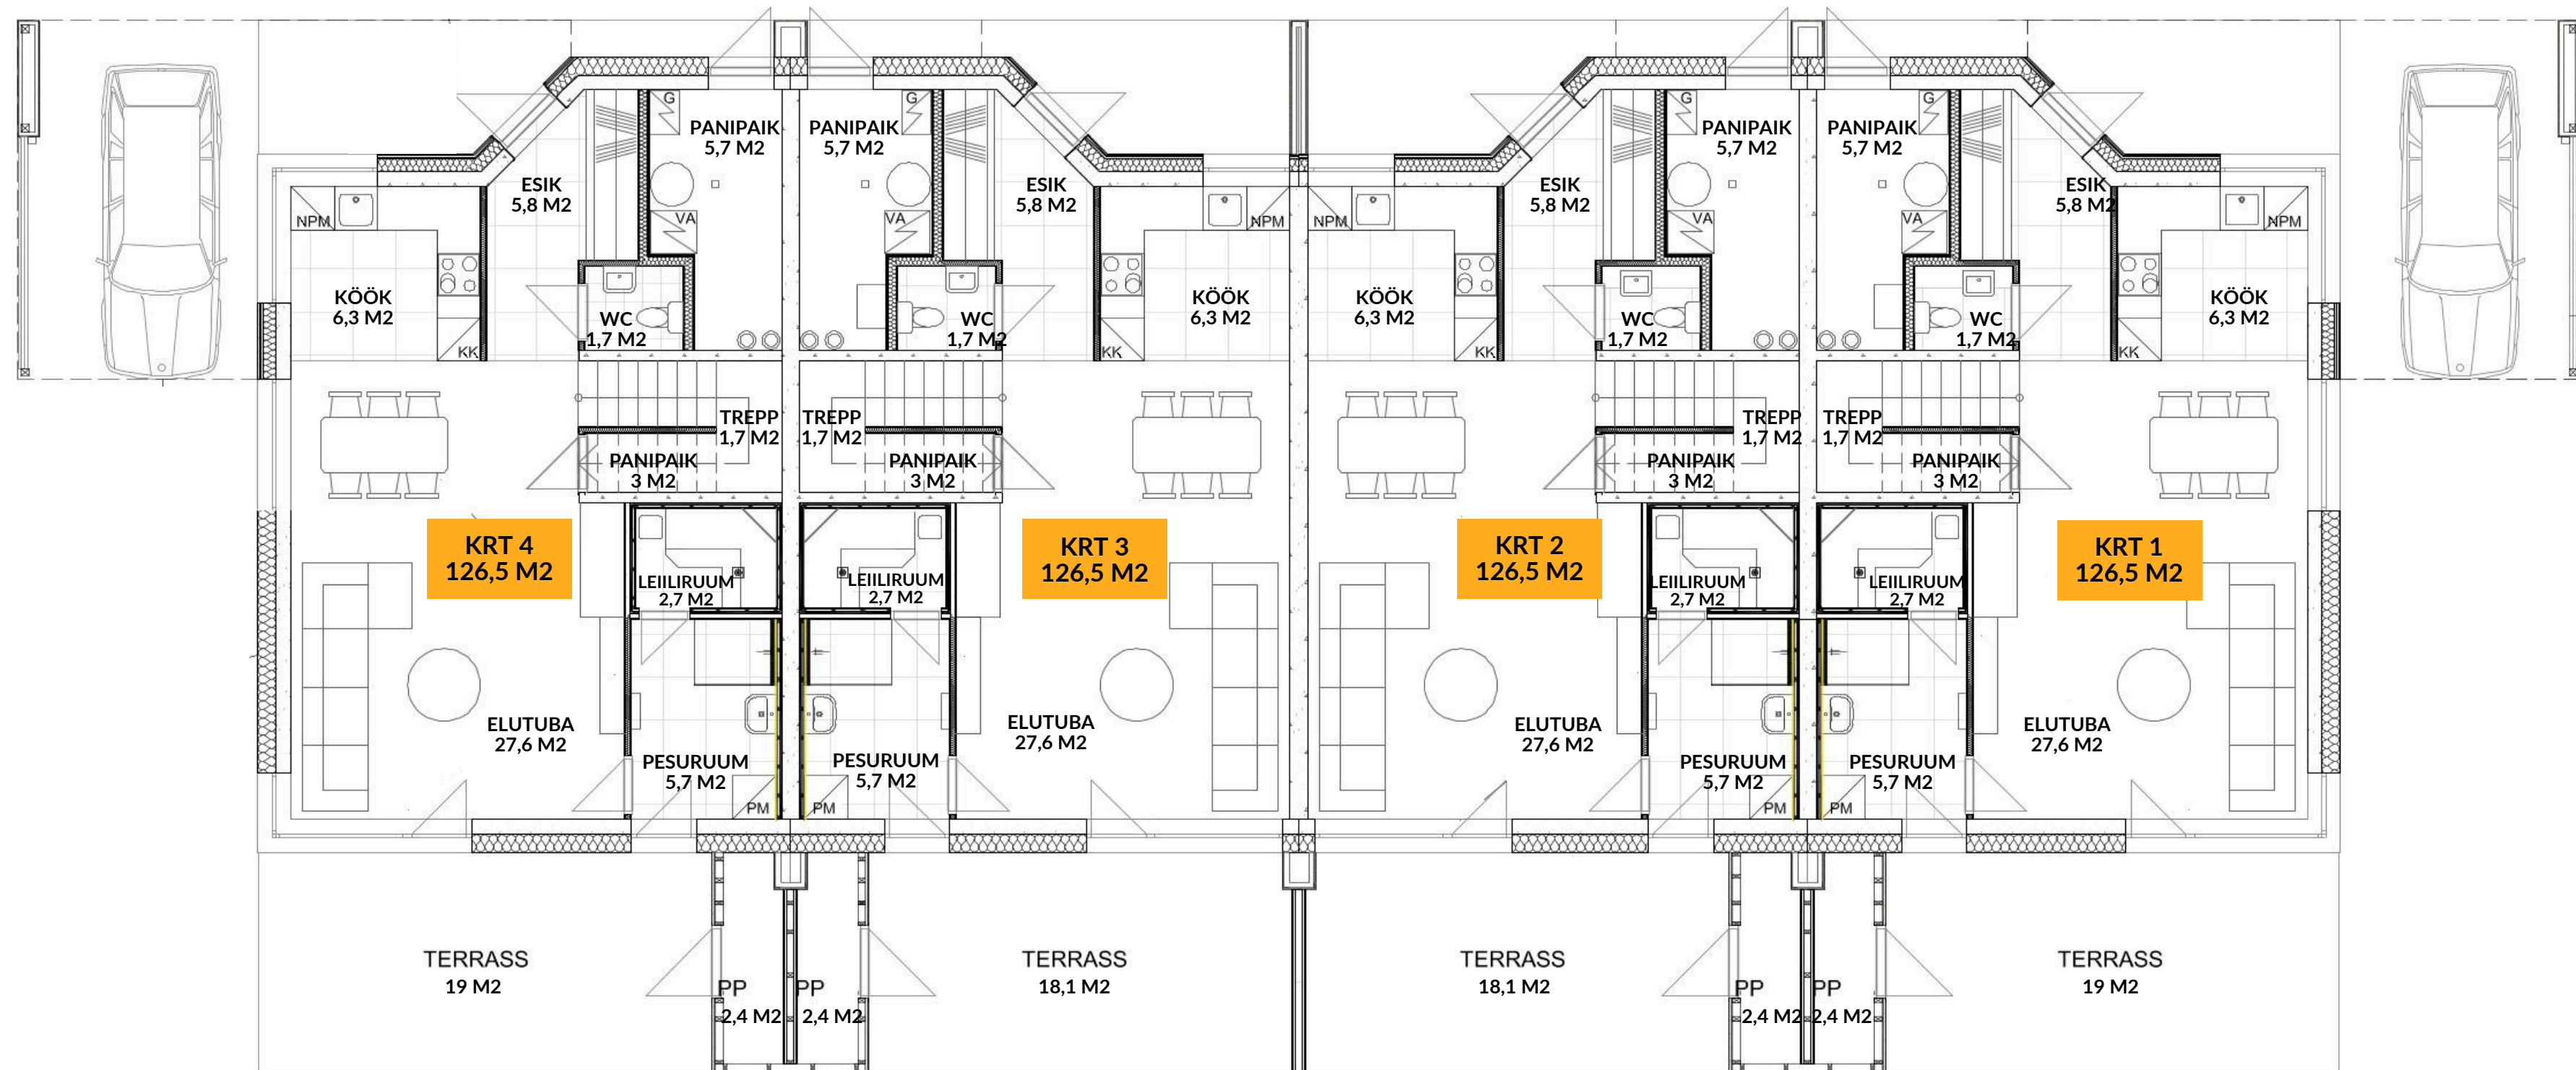 G
PANIPAIK
5,7 M2
VA
ESIK
5,8 M2
NPM
KÖÖK
6,3 M2
KK
WC
1,7 M2
TREPP
1,7 M2
PANIPAIK
3 M2
KRT 4
126,5 M2
LEIILIRUUM
2,7 M2
ELUTUBA
27,6 M2
PESURUUM
5,7 M2
PM
TERRASS
19 M2
PP
2,4 M2
G
PANIPAIK
5,7 M2
VA
ESIK
5,8 M2
NPM
KÖÖK
6,3 M2
KK
WC
1,7 M2
TREPP
1,7 M2
PANIPAIK
3 M2
KRT 3
126,5 M2
LEIILIRUUM
2,7 M2
ELUTUBA
27,6 M2
PESURUUM
5,7 M2
PM
TERRASS
18,1 M2
PP
2,4 M2
G
PANIPAIK
5,7 M2
VA
ESIK
5,8 M2
NPM
KÖÖK
6,3 M2
KK
WC
1,7 M2
TREPP
1,7 M2
PANIPAIK
3 M2
KRT 2
126,5 M2
LEIILIRUUM
2,7 M2
ELUTUBA
27,6 M2
PESURUUM
5,7 M2
PM
TERRASS
18,1 M2
PP
2,4 M2
G
PANIPAIK
5,7 M2
VA
ESIK
5,8 M2
NPM
KÖÖK
6,3 M2
KK
WC
1,7 M2
TREPP
1,7 M2
PANIPAIK
3 M2
KRT 1
126,5 M2
LEIILIRUUM
2,7 M2
ELUTUBA
27,6 M2
PESURUUM
5,7 M2
PM
TERRASS
19 M2
PP
2,4 M2